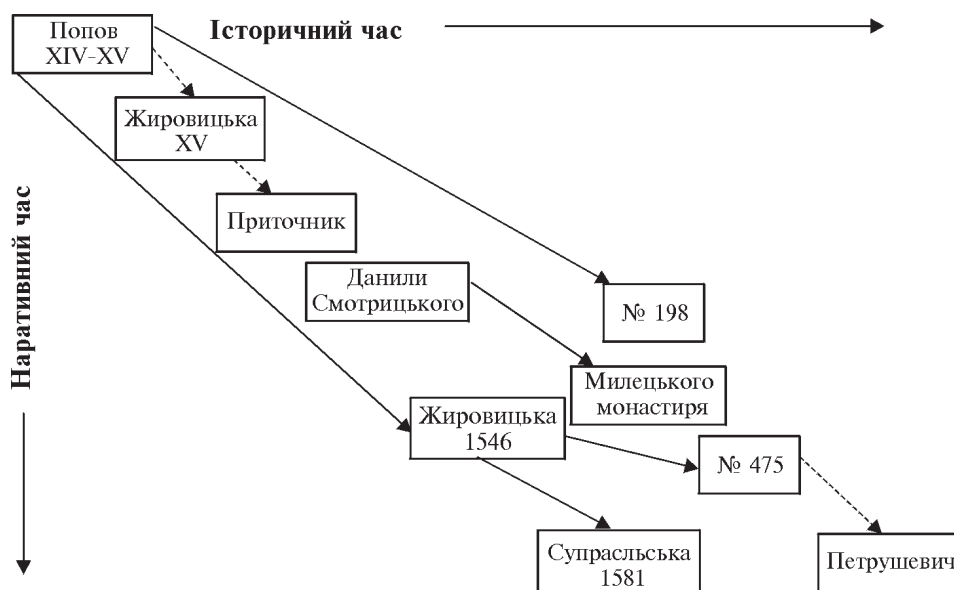 Попов
XIV–XV
Історичний час
Жировицька
XV
Наративний час
Приточник
Данили
Смотрицького
№ 198
Милецького
монастиря
Жировицька
1546
№ 475
Супрасльська
1581
Петрушевич